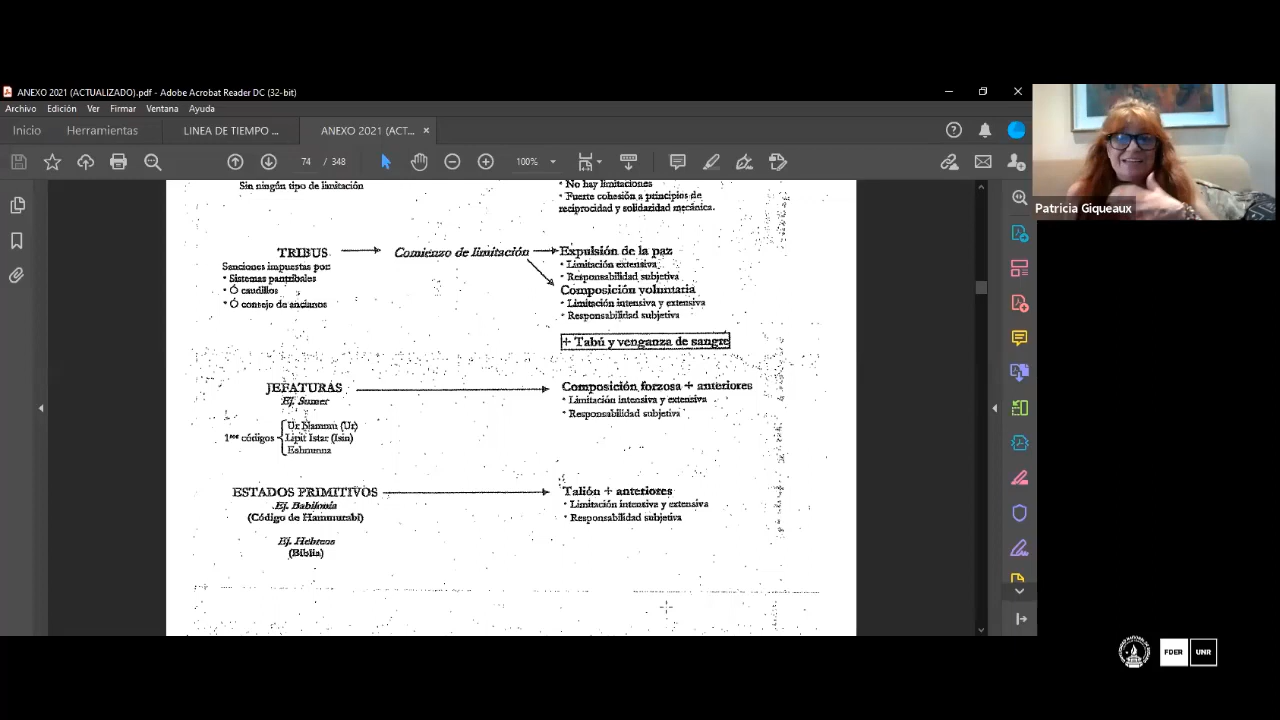 ANEXO 2021 (ACTUALIZADO).pdf - Adobe Acrobat Reader DC (32-bit)
Archivo Edición Ver Firmar Ventana Ayuda
Inicio Herramientas LINEA DE TIEMPO ... ANEXO 2021 (ACT... ×
74 / 348 100%
Patricia Giqueaux
Sin ningún tipo de limitación
• No hay limitaciones
• Fuerte cohesión a principios de
reciprocidad y solidaridad mecánica.
TRIBUS
Sanciones impuestas por:
• Sistemas pantribales
• Ó caudillos
• Ó consejo de ancianos
Comienzo de limitación
Expulsión de la paz
• Limitación extensiva
• Responsabilidad subjetiva
Composición voluntaria
• Limitación intensiva y extensiva
• Responsabilidad subjetiva
+ Tabú y venganza de sangre
JEFATURAS
Ej. Sumer
1ros códigos
Ur Nammu (Ur)
Lipit Istar (Isin)
Eshnunna
Composición forzosa + anteriores
• Limitación intensiva y extensiva
• Responsabilidad subjetiva
ESTADOS PRIMITIVOS
Ej. Babilonia
(Código de Hammurabi)
Ej. Hebreos
(Biblia)
Talión + anteriores
• Limitación intensiva y extensiva
• Responsabilidad subjetiva
FDER UNR